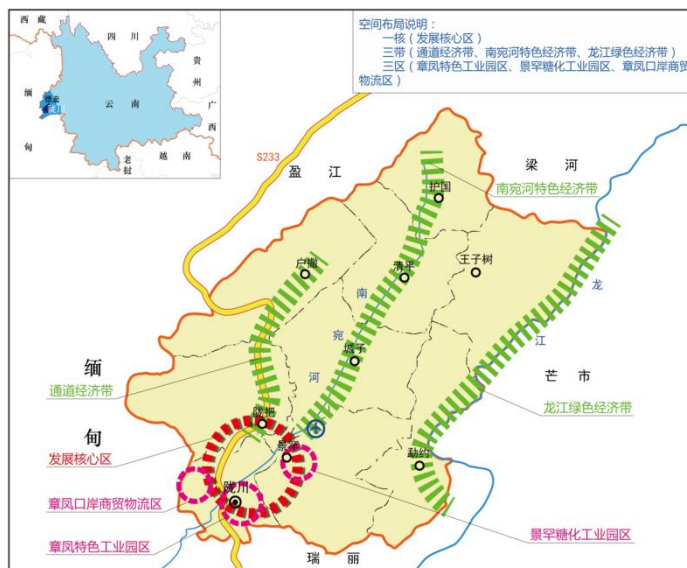 空间布局说明：
一核（发展核心区）
三带（通道经济带、南宛河特色经济带、龙江绿色经济带）
三区（章凤特色工业园区、景罕糖化工业园区、章凤口岸商贸
物流区）
西藏
四川
贵州
广西
云南
缅甸
老挝
越南
S233
盈江
梁河
护国
南宛河特色经济带
户撒
清平
王子树
龙江
南宛河
城子
缅甸
芒市
通道经济带
龙江绿色经济带
陇把
发展核心区
景罕
勐约
章凤口岸商贸物流区
陇川
景罕糖化工业园区
章凤特色工业园区
瑞丽